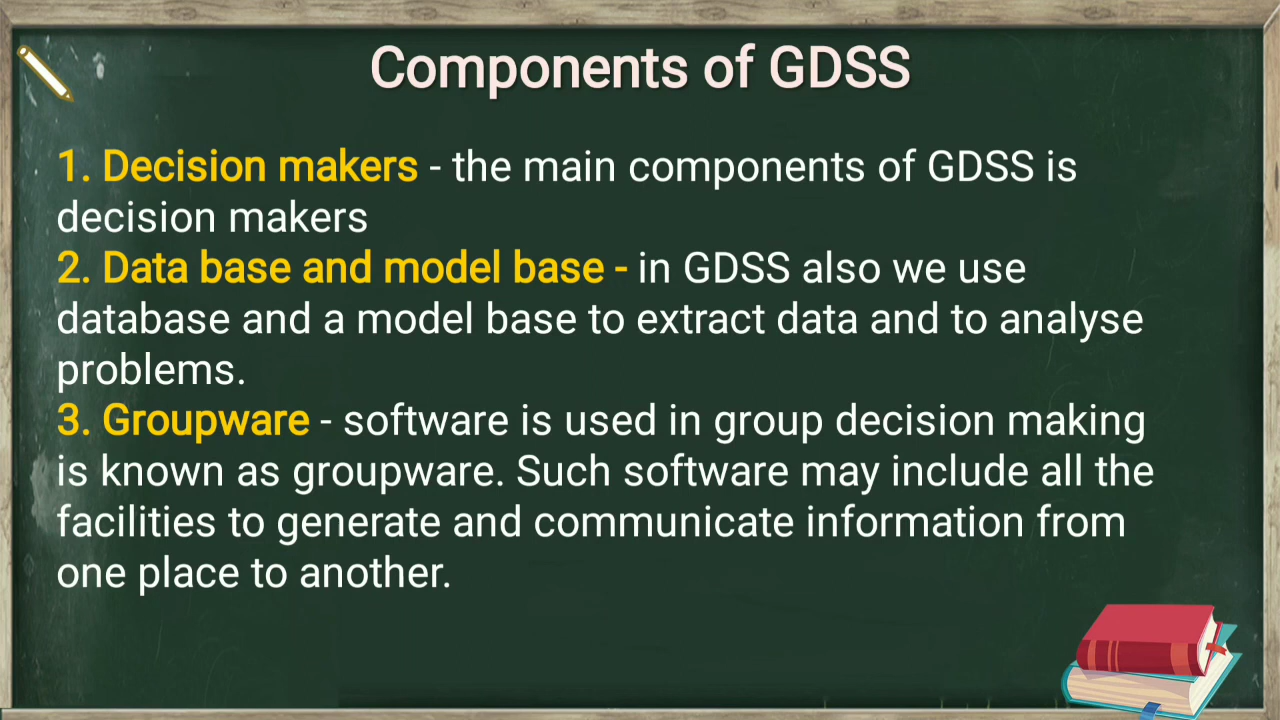 Components of GDSS
1. Decision makers - the main components of GDSS is
decision makers
2. Data base and model base - in GDSS also we use
database and a model base to extract data and to analyse
problems.
3. Groupware - software is used in group decision making
is known as groupware. Such software may include all the
facilities to generate and communicate information from
one place to another.